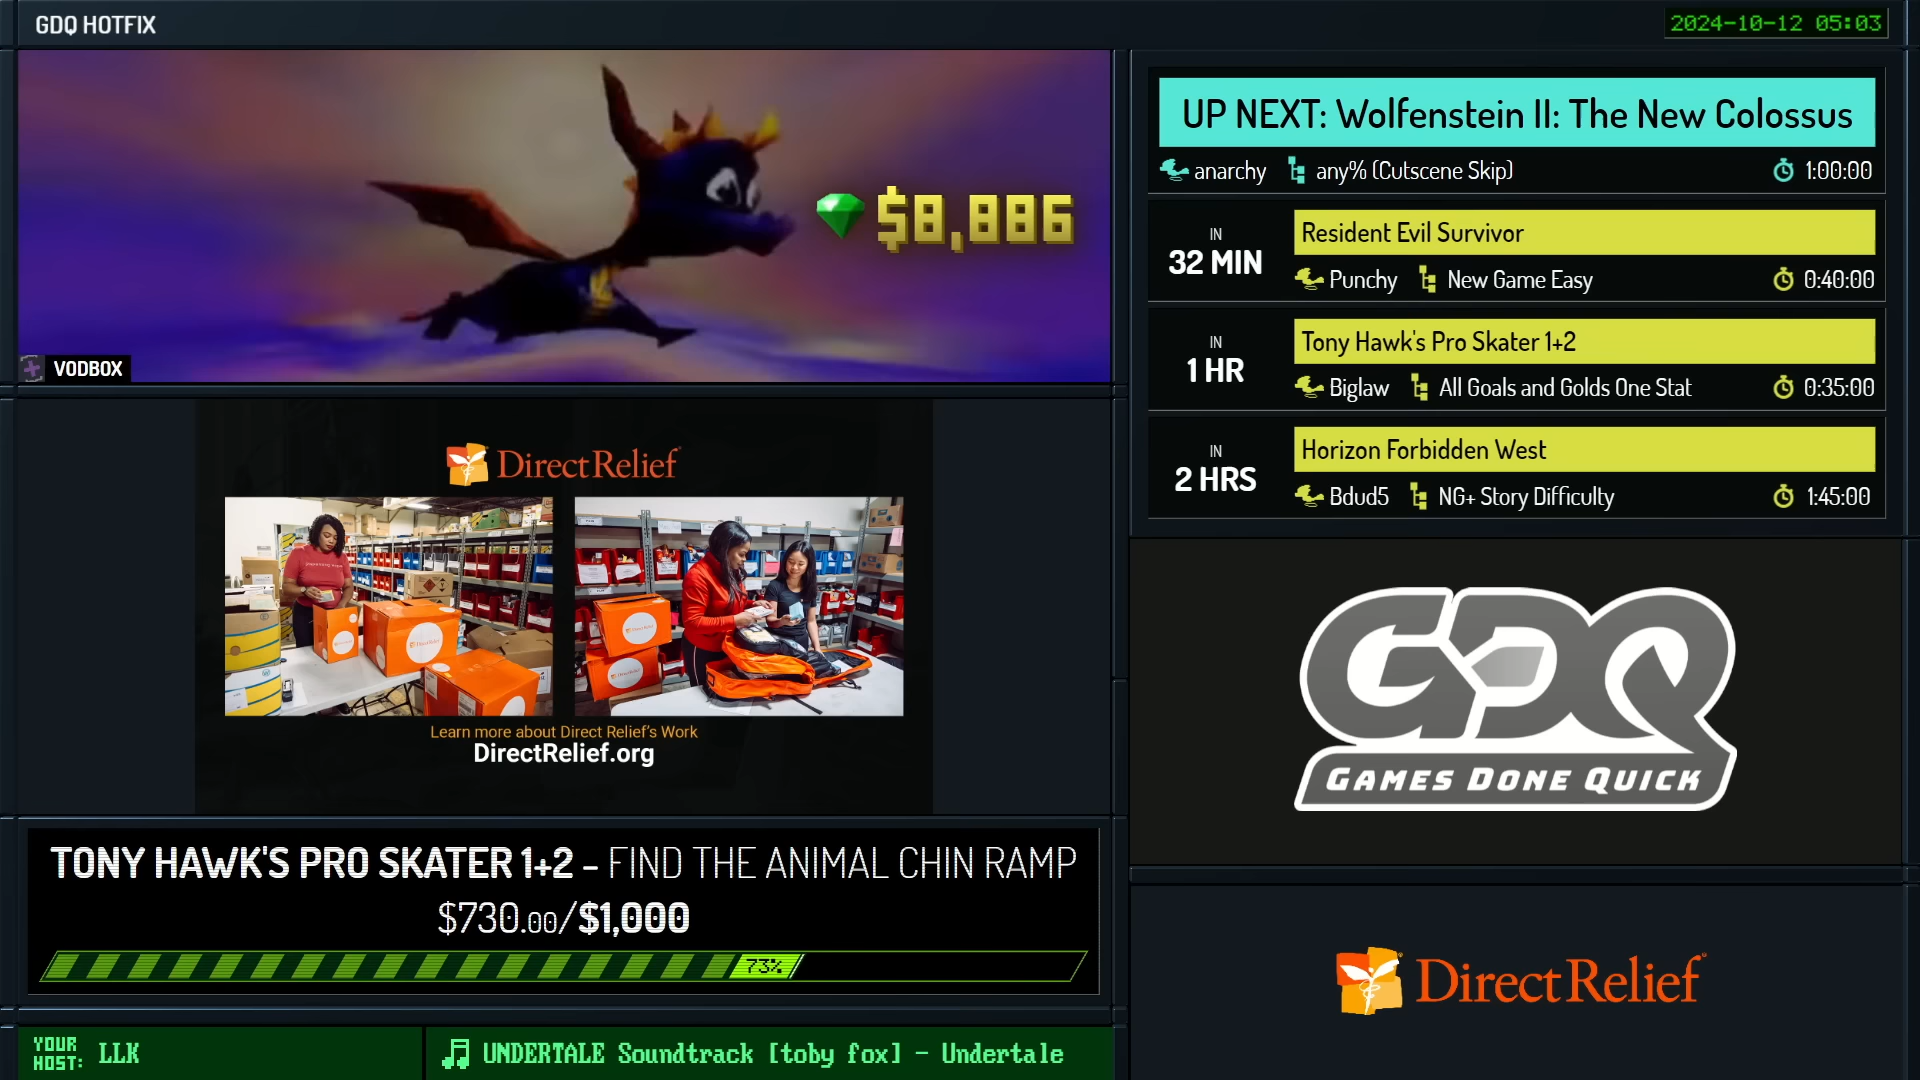 GDQ HOTFIX
2024-10-12 05:03
$8,886
VODBOX
UP NEXT: Wolfenstein II: The New Colossus
anarchy any% (Cutscene Skip) 1:00:00
IN
32 MIN
Resident Evil Survivor
Punchy New Game Easy 0:40:00
IN
1 HR
Tony Hawk's Pro Skater 1+2
Biglaw All Goals and Golds One Stat 0:35:00
IN
2 HRS
Horizon Forbidden West
Bdud5 NG+ Story Difficulty 1:45:00
DirectRelief
Learn more about Direct Relief's Work
DirectRelief.org
GDQ
GAMES DONE QUICK
TONY HAWK'S PRO SKATER 1+2 – FIND THE ANIMAL CHIN RAMP
$730.00/$1,000
73%
DirectRelief
YOUR
HOST: LLK
UNDERTALE Soundtrack [toby fox] - Undertale